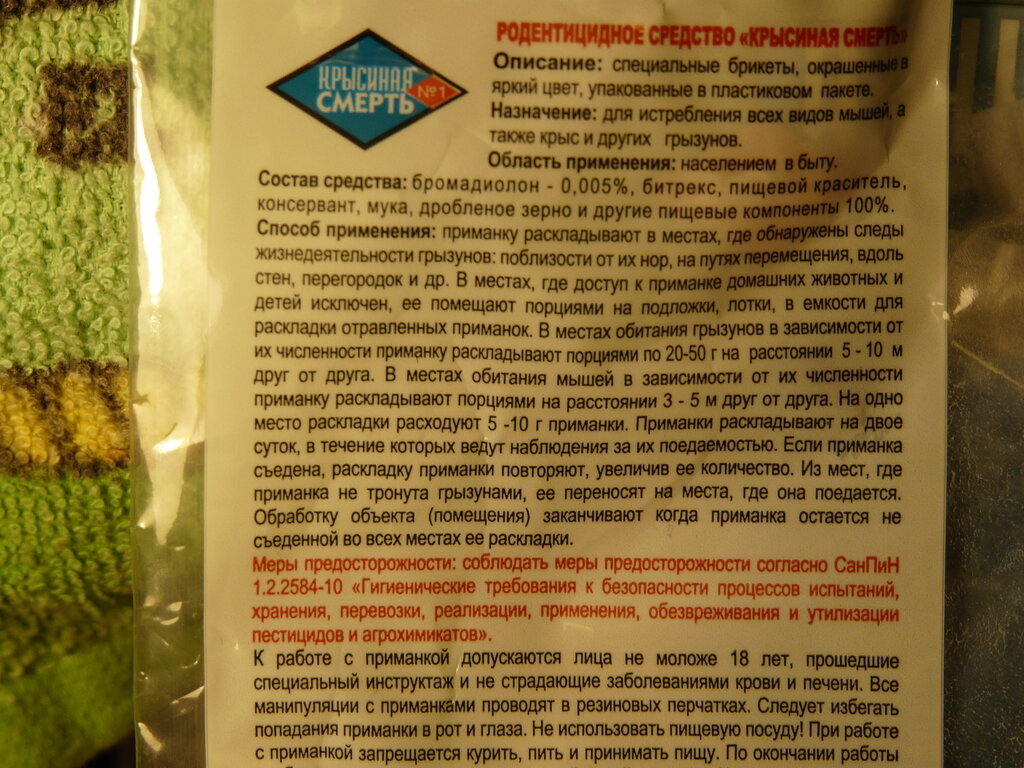 КРЫСИНАЯ
СМЕРТЬ №1
РОДЕНТИЦИДНОЕ СРЕДСТВО «КРЫСИНАЯ СМЕРТЬ»
Описание: специальные брикеты, окрашенные в
яркий цвет, упакованные в пластиковом пакете.
Назначение: для истребления всех видов мышей, а
также крыс и других грызунов.
Область применения: населением в быту.
Состав средства: бромадиолон - 0,005%, битрекс, пищевой краситель,
консервант, мука, дробленое зерно и другие пищевые компоненты 100%.
Способ применения: приманку раскладывают в местах, где обнаружены следы
жизнедеятельности грызунов: поблизости от их нор, на путях перемещения, вдоль
стен, перегородок и др. В местах, где доступ к приманке домашних животных и
детей исключен, ее помещают порциями на подложки, лотки, в емкости для
раскладки отравленных приманок. В местах обитания грызунов в зависимости от
их численности приманку раскладывают порциями по 20-50 г на расстоянии 5 - 10 м
друг от друга. В местах обитания мышей в зависимости от их численности
приманку раскладывают порциями на расстоянии 3 - 5 м друг от друга. На одно
место раскладки расходуют 5 -10 г приманки. Приманки раскладывают на двое
суток, в течение которых ведут наблюдения за их поедаемостью. Если приманка
съедена, раскладку приманки повторяют, увеличив ее количество. Из мест, где
приманка не тронута грызунами, ее переносят на места, где она поедается.
Обработку объекта (помещения) заканчивают когда приманка остается не
съеденной во всех местах ее раскладки.
Меры предосторожности: соблюдать меры предосторожности согласно СанПиН
1.2.2584-10 «Гигиенические требования к безопасности процессов испытаний,
хранения, перевозки, реализации, применения, обезвреживания и утилизации
пестицидов и агрохимикатов».
К работе с приманкой допускаются лица не моложе 18 лет, прошедшие
специальный инструктаж и не страдающие заболеваниями крови и печени. Все
манипуляции с приманками проводят в резиновых перчатках. Следует избегать
попадания приманки в рот и глаза. Не использовать пищевую посуду! При работе
с приманкой запрещается курить, пить и принимать пищу. По окончании работы